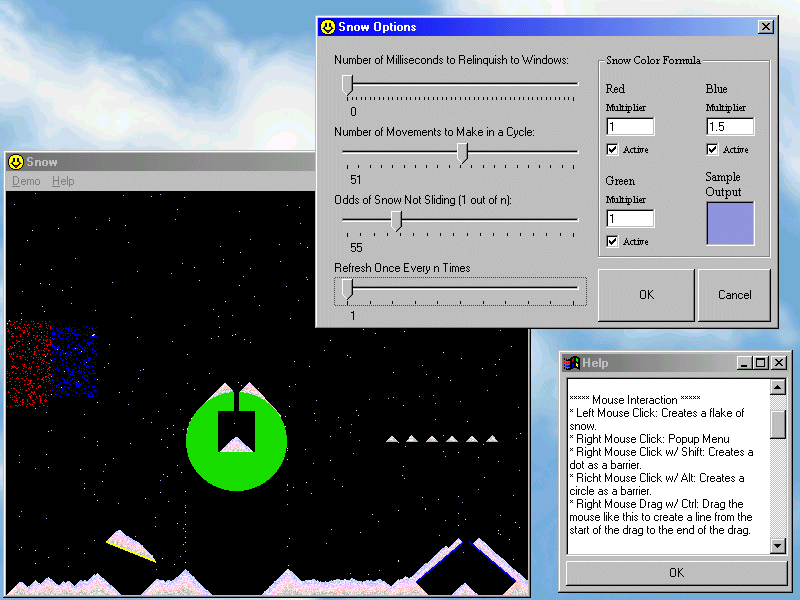 Snow Options
Number of Milliseconds to Relinquish to Windows:
0
Number of Movements to Make in a Cycle:
51
Odds of Snow Not Sliding (1 out of n):
55
Refresh Once Every n Times
1
Snow Color Formula
Red
Multiplier
1
Active
Blue
Multiplier
1.5
Active
Green
Multiplier
1
Active
Sample
Output
OK
Cancel
Snow
Demo Help
Help
***** Mouse Interaction *****
* Left Mouse Click: Creates a flake of
snow.
* Right Mouse Click: Popup Menu
* Right Mouse Click w/ Shift: Creates a
dot as a barrier.
* Right Mouse Click w/ Alt: Creates a
circle as a barrier.
* Right Mouse Drag w/ Ctrl: Drag the
mouse like this to create a line from the
start of the drag to the end of the drag.
OK